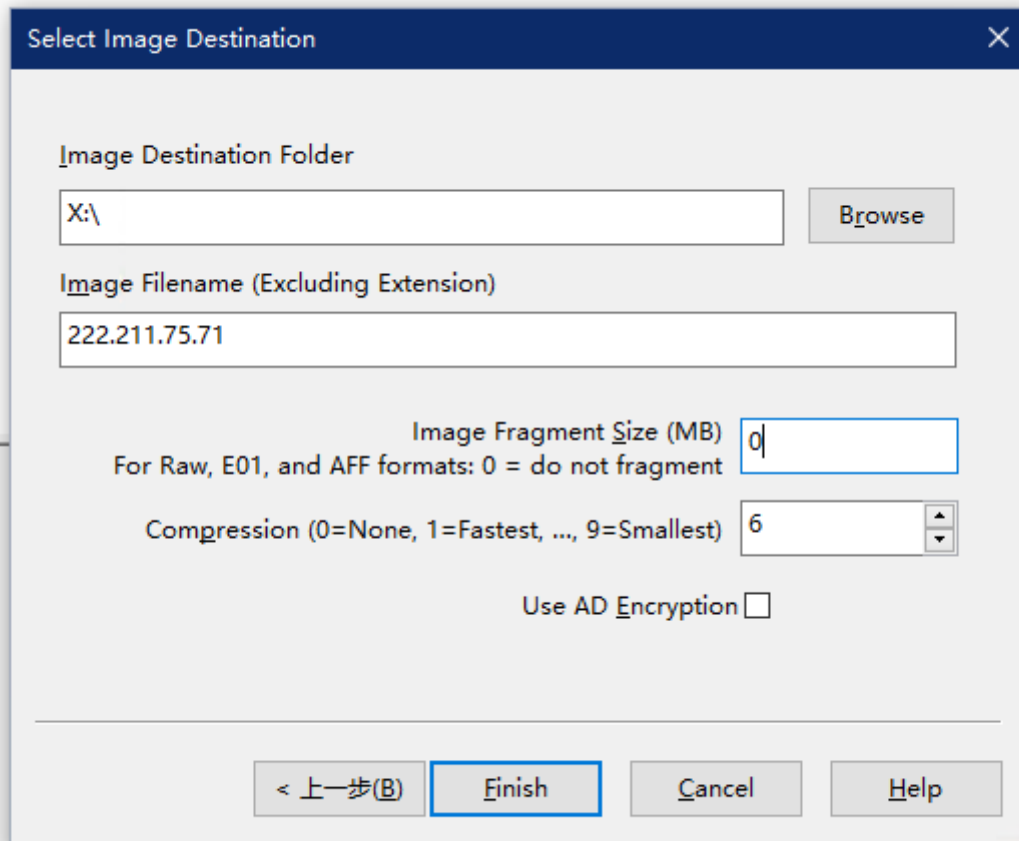 Select Image Destination
Image Destination Folder
X:\
Browse
Image Filename (Excluding Extension)
222.211.75.71
Image Fragment Size (MB)
For Raw, E01, and AFF formats: 0 = do not fragment
0
Compression (0=None, 1=Fastest, ..., 9=Smallest)
6
Use AD Encryption
< 上一步(B)
Finish
Cancel
Help